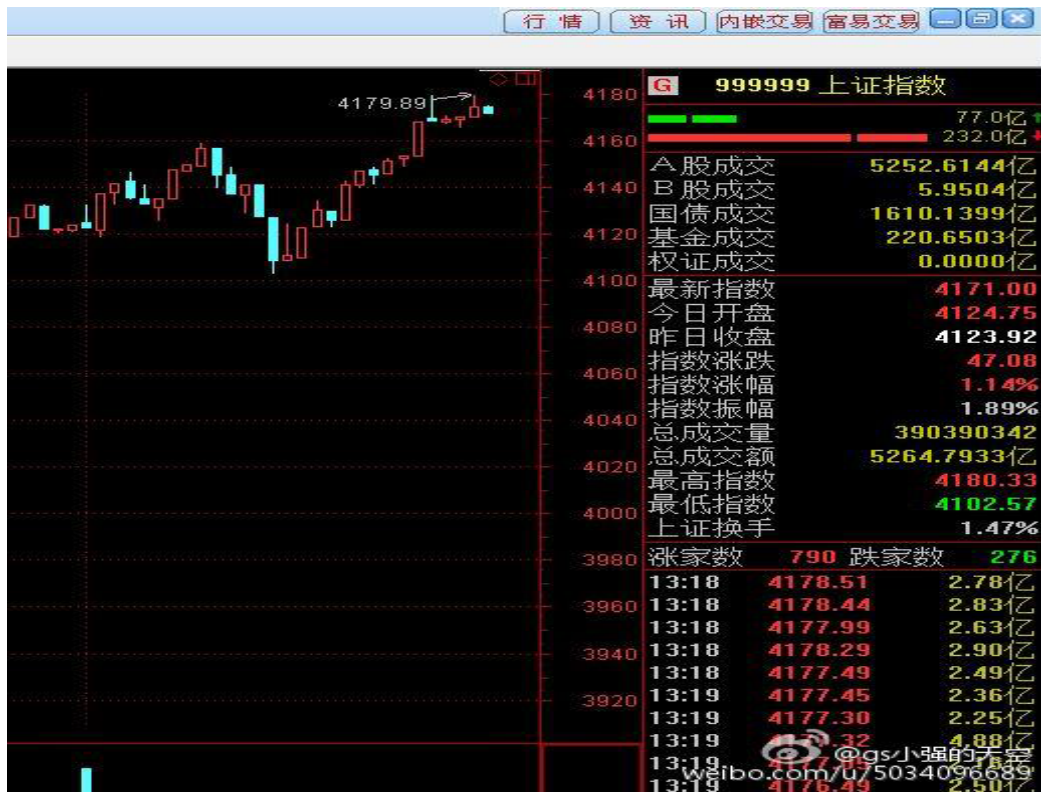 行 情 资 讯 内嵌交易 富易交易
4179.89
4180
4160
4140
4120
4100
4080
4060
4040
4020
4000
3980
3960
3940
3920
G 999999 上证指数
77.0亿
232.0亿
A股成交 5252.6144亿
B股成交 5.9504亿
国债成交 1610.1399亿
基金成交 220.6503亿
权证成交 0.0000亿
最新指数 4171.00
今日开盘 4124.75
昨日收盘 4123.92
指数涨跌 47.08
指数涨幅 1.14%
指数振幅 1.89%
总成交量 390390342
总成交额 5264.7933亿
最高指数 4180.33
最低指数 4102.57
上证换手 1.47%
涨家数 790 跌家数 276
13:18 4178.51 2.78亿
13:18 4178.44 2.83亿
13:18 4177.99 2.63亿
13:18 4178.29 2.90亿
13:18 4177.49 2.49亿
13:19 4177.45 2.36亿
13:19 4177.30 2.25亿
13:19 4.88亿
@gs小强的天空
13:19
weibo.com/u/5034096689
13:19 4176.49 2.50亿